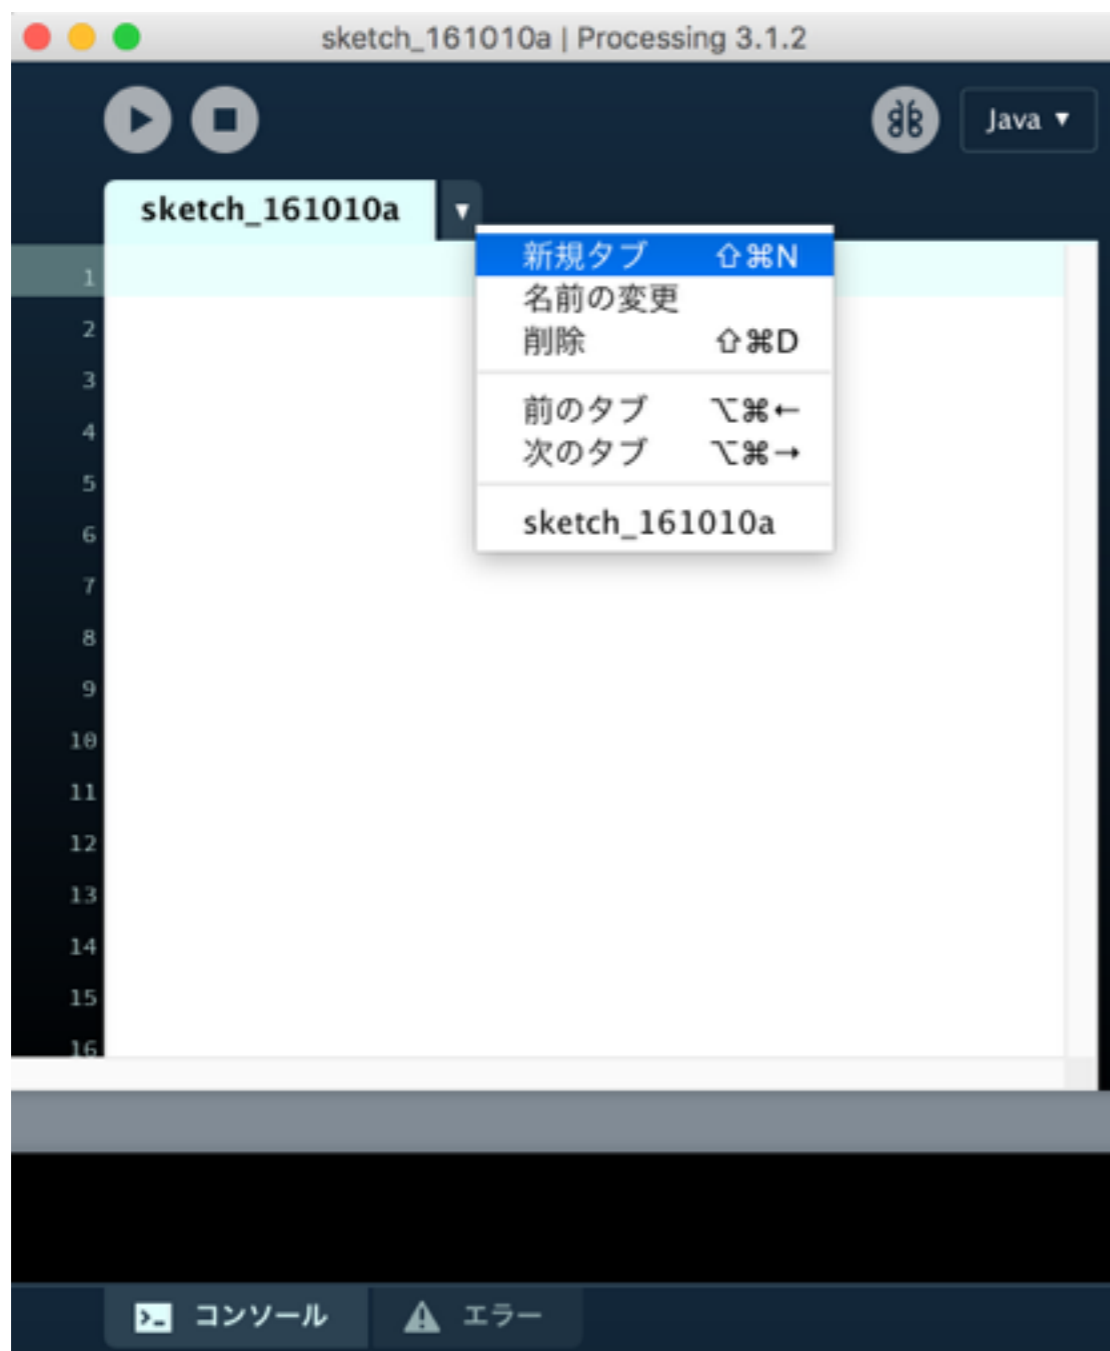 sketch_161010a | Processing 3.1.2
Java ▼
sketch_161010a ▼
新規タブ ⇧⌘N
名前の変更
削除 ⇧⌘D
前のタブ ⌥⌘←
次のタブ ⌥⌘→
sketch_161010a
1
2
3
4
5
6
7
8
9
10
11
12
13
14
15
16
コンソール
エラー